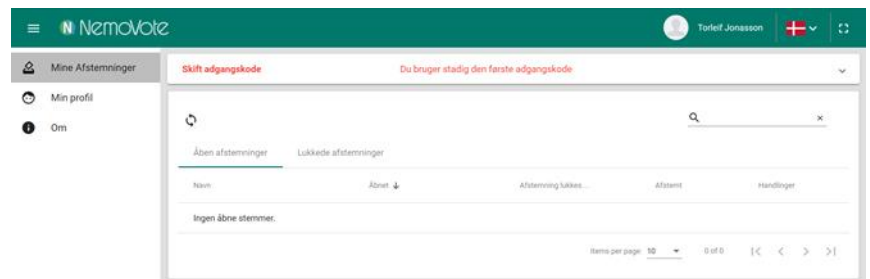 N NemoVote
Torleif Jonasson
Mine Afstemninger
Skift adgangskode
Du bruger stadig den første adgangskode
Min profil
Om
Åben afstemninger
Lukkede afstemninger
Navn
Åbnet
Afstemning lukkes...
Afstemt
Handlinger
Ingen åbne stemmer.
Items per page: 10
0 of 0